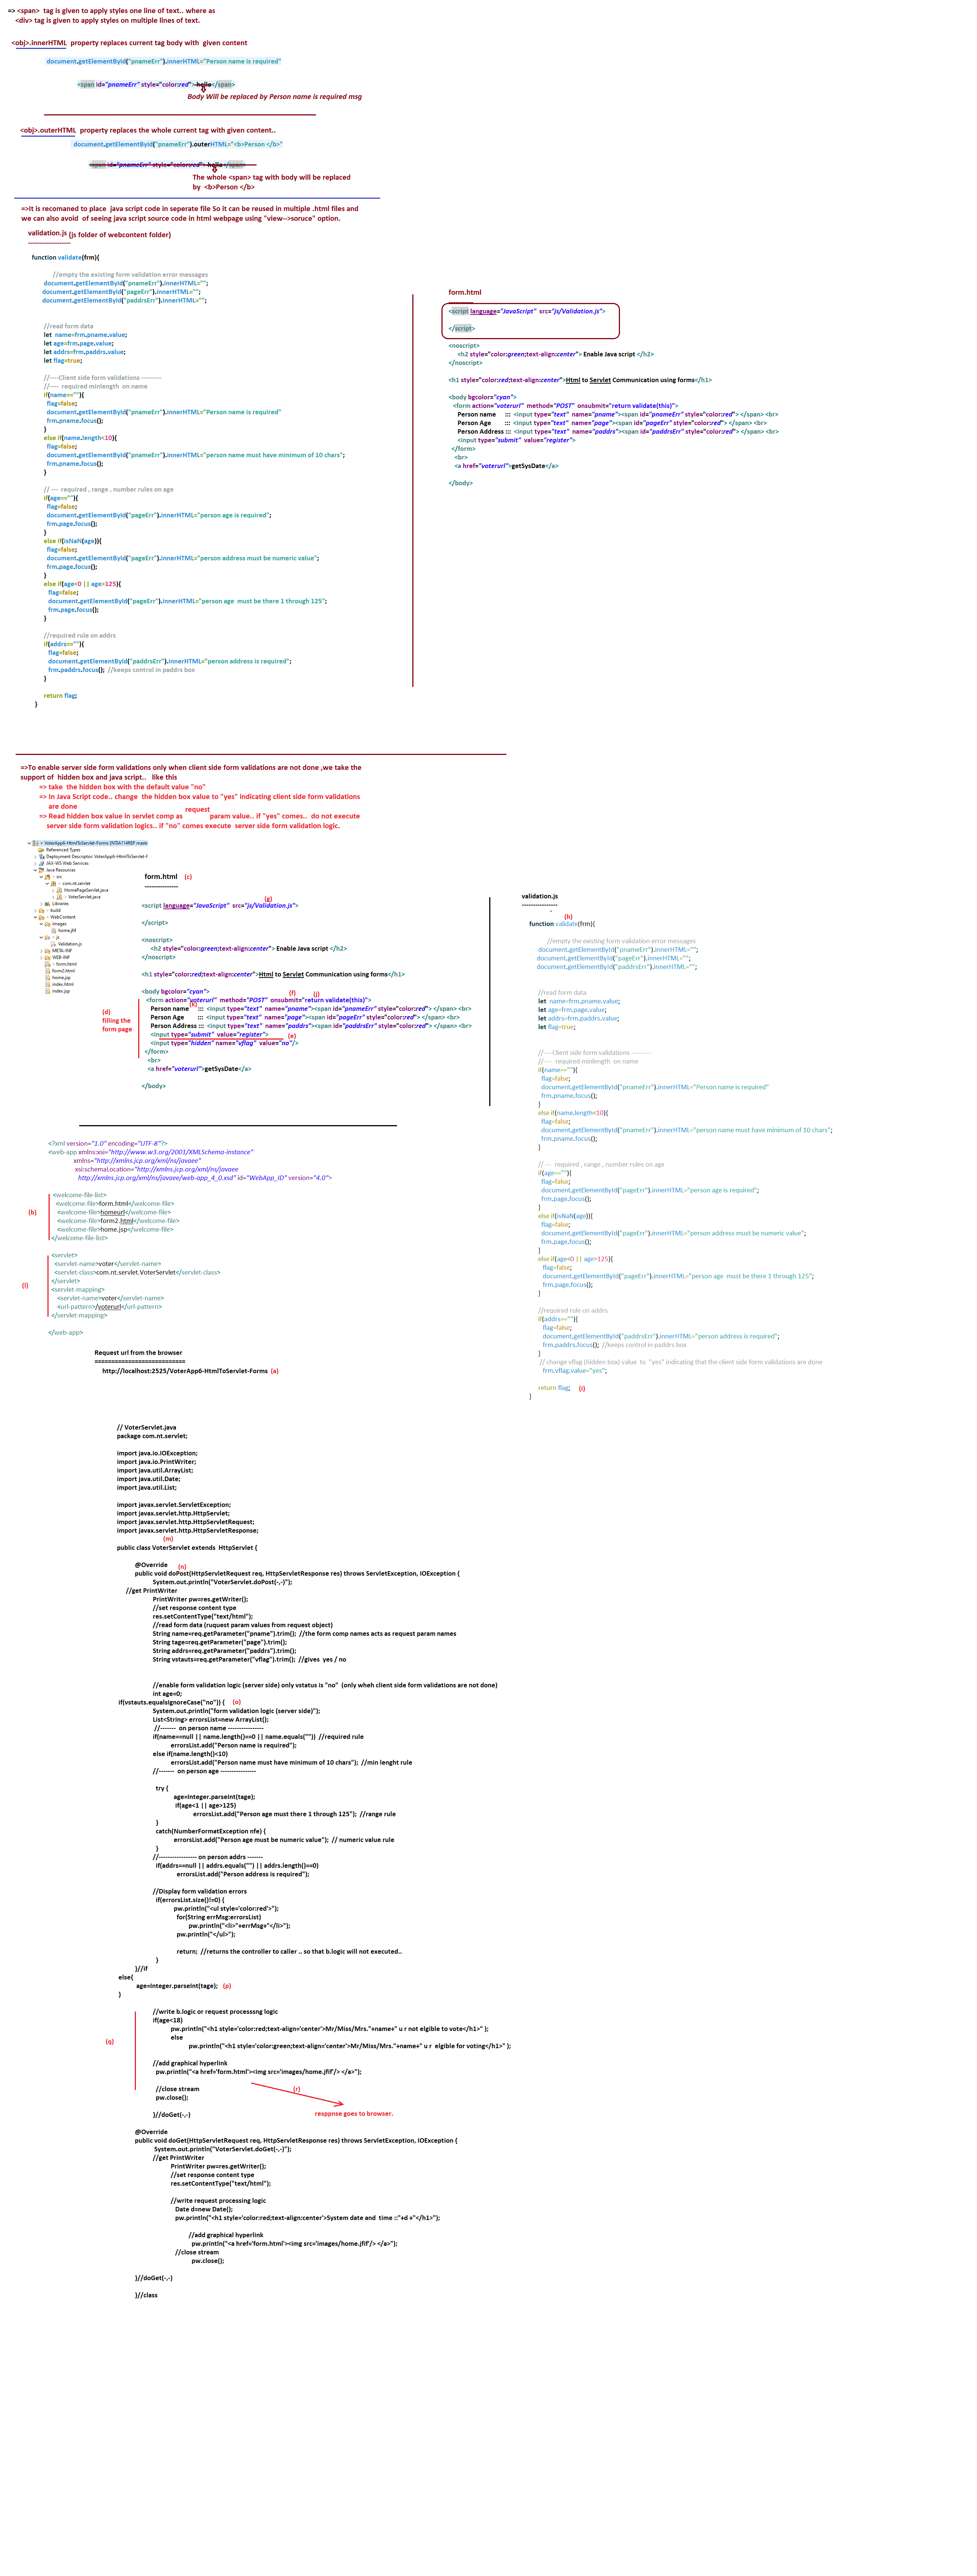 => <span>  tag is given to apply styles one line of text.. where as
<div> tag is given to apply styles on multiple lines of text.
<obj>.innerHTML  property replaces current tag body with  given content
document.getElementById("pnameErr").innerHTML="Person name is required"
<span id="pnameErr" style="color:red"> hello</span>
Body Will be replaced by Person name is required msg
<obj>.outerHTML  property replaces the whole current tag with given content..
document.getElementById("pnameErr").outerHTML="<b>Person </b>"
<span id="pnameErr" style="color:red"> hello</span>
The whole <span> tag with body will be replaced
by  <b>Person </b>
=>It is recomaned to place  java script code in seperate file So it can be reused in multiple .html files and
we can also avoid  of seeing java script source code in html webpage using "view-->soruce" option.
validation.js (js folder of webcontent folder)
-------------------
function validate(frm){
//empty the existing form validation error messages
document.getElementById("pnameErr").innerHTML="";
document.getElementById("pageErr").innerHTML="";
document.getElementById("paddrsErr").innerHTML="";
//read form data
let  name=frm.pname.value;
let age=frm.page.value;
let addrs=frm.paddrs.value;
let flag=true;
//----Client side form validations ---------
//----  required minlength  on name
if(name==""){
flag=false;
document.getElementById("pnameErr").innerHTML="Person name is required"
frm.pname.focus();
}
else if(name.length<10){
flag=false;
document.getElementById("pnameErr").innerHTML="person name must have minimum of 10 chars";
frm.pname.focus();
}
// ---  required , range , number rules on age
if(age==""){
flag=false;
document.getElementById("pageErr").innerHTML="person age is required";
frm.page.focus();
}
else if(isNaN(age)){
flag=false;
document.getElementById("pageErr").innerHTML="person address must be numeric value";
frm.page.focus();
}
else if(age<0 || age>125){
flag=false;
document.getElementById("pageErr").innerHTML="person age  must be there 1 through 125";
frm.page.focus();
}
//required rule on addrs
if(addrs==""){
flag=false;
document.getElementById("paddrsErr").innerHTML="person address is required";
frm.paddrs.focus();  //keeps control in paddrs box
}
return flag;
}
form.html
-----------
<script language="JavaScript"  src="js/Validation.js">
</script>
<noscript>
<h2 style="color:green;text-align:center"> Enable Java script </h2>
</noscript>
<h1 style="color:red;text-align:center">Html to Servlet Communication using forms</h1>
<body bgcolor="cyan">
<form action="voterurl"  method="POST"  onsubmit="return validate(this)">
Person name     :::  <input type="text"  name="pname"><span id="pnameErr" style="color:red"> </span> <br>
Person Age        :::  <input type="text"  name="page"><span id="pageErr" style="color:red"> </span> <br>
Person Address :::  <input type="text"  name="paddrs"><span id="paddrsErr" style="color:red"> </span> <br>
<input type="submit"  value="register">
</form>
<br>
<a href="voterurl">getSysDate</a>
</body>
=>To enable server side form validations only when client side form validations are not done ,we take the
support of  hidden box and java script..   like this
=> take  the hidden box with the default value "no"
=> in Java Script code.. change  the hidden box value to "yes" indicating client side form validations
are done
request
=> Read hidden box value in servlet comp as param value.. if "yes" comes..  do not execute
server side form validation logics.. if "no" comes execute  server side form validation logic.
VoterApp6-HtmlToServlet-Forms [NTIA114REP maste
Referenced Types
Deployment Descriptor: VoterApp6-HtmlToServlet-F
JAX-WS Web Services
Java Resources
src
com.nt.servlet
HomePageServlet.java
VoterServlet.java
Libraries
build
WebContent
images
home.jfif
js
Validation.js
META-INF
WEB-INF
form.html
form2.html
home.jsp
index.html
index.jsp
form.html (c)
---------------
(g)
<script language="JavaScript"  src="js/Validation.js">
</script>
<noscript>
<h2 style="color:green;text-align:center"> Enable Java script </h2>
</noscript>
<h1 style="color:red;text-align:center">Html to Servlet Communication using forms</h1>
<body bgcolor="cyan"> (f) (j)
<form action="voterurl"  method="POST"  onsubmit="return validate(this)">
(k)
(d)
filling the
form page
Person name     :::  <input type="text"  name="pname"><span id="pnameErr" style="color:red"> </span> <br>
Person Age        :::  <input type="text"  name="page"><span id="pageErr" style="color:red"> </span> <br>
Person Address :::  <input type="text"  name="paddrs"><span id="paddrsErr" style="color:red"> </span> <br>
<input type="submit"  value="register"> (e)
<input type="hidden" name="vflag"  value="no"/>
</form>
<br>
<a href="voterurl">getSysDate</a>
</body>
validation.js
----------------
(h)
function validate(frm){
//empty the existing form validation error messages
document.getElementById("pnameErr").innerHTML="";
document.getElementById("pageErr").innerHTML="";
document.getElementById("paddrsErr").innerHTML="";
//read form data
let  name=frm.pname.value;
let age=frm.page.value;
let addrs=frm.paddrs.value;
let flag=true;
//----Client side form validations ---------
//----  required minlength  on name
if(name==""){
flag=false;
document.getElementById("pnameErr").innerHTML="Person name is required"
frm.pname.focus();
}
else if(name.length<10){
flag=false;
document.getElementById("pnameErr").innerHTML="person name must have minimum of 10 chars";
frm.pname.focus();
}
// ---  required , range , number rules on age
if(age==""){
flag=false;
document.getElementById("pageErr").innerHTML="person age is required";
frm.page.focus();
}
else if(isNaN(age)){
flag=false;
document.getElementById("pageErr").innerHTML="person address must be numeric value";
frm.page.focus();
}
else if(age<0 || age>125){
flag=false;
document.getElementById("pageErr").innerHTML="person age  must be there 1 through 125";
frm.page.focus();
}
//required rule on addrs
if(addrs==""){
flag=false;
document.getElementById("paddrsErr").innerHTML="person address is required";
frm.paddrs.focus();  //keeps control in paddrs box
}
// change vflag (hidden box) value  to  "yes" indicating that the client side form validations are done
frm.vflag.value="yes";
return flag; (i)
}
<?xml version="1.0" encoding="UTF-8"?>
<web-app xmlns:xsi="http://www.w3.org/2001/XMLSchema-instance"
xmlns="http://xmlns.jcp.org/xml/ns/javaee"
xsi:schemaLocation="http://xmlns.jcp.org/xml/ns/javaee
http://xmlns.jcp.org/xml/ns/javaee/web-app_4_0.xsd" id="WebApp_ID" version="4.0">
<welcome-file-list>
<welcome-file>form.html</welcome-file>
(b) <welcome-file>homeurl</welcome-file>
<welcome-file>form2.html</welcome-file>
<welcome-file>home.jsp</welcome-file>
</welcome-file-list>
<servlet>
<servlet-name>voter</servlet-name>
<servlet-class>com.nt.servlet.VoterServlet</servlet-class>
(l) </servlet>
<servlet-mapping>
<servlet-name>voter</servlet-name>
<url-pattern>/voterurl</url-pattern>
</servlet-mapping>
</web-app>
Request url from the browser
===========================
http://localhost:2525/VoterApp6-HtmlToServlet-Forms  (a)
// VoterServlet.java
package com.nt.servlet;
import java.io.IOException;
import java.io.PrintWriter;
import java.util.ArrayList;
import java.util.Date;
import java.util.List;
import javax.servlet.ServletException;
import javax.servlet.http.HttpServlet;
import javax.servlet.http.HttpServletRequest;
import javax.servlet.http.HttpServletResponse;
(m)
public class VoterServlet extends  HttpServlet {
@Override (n)
public void doPost(HttpServletRequest req, HttpServletResponse res) throws ServletException, IOException {
System.out.println("VoterServlet.doPost(-,-)");
//get PrintWriter
PrintWriter pw=res.getWriter();
//set response content type
res.setContentType("text/html");
//read form data (ruquest param values from request object)
String name=req.getParameter("pname").trim();  //the form comp names acts as request param names
String tage=req.getParameter("page").trim();
String addrs=req.getParameter("paddrs").trim();
String vstauts=req.getParameter("vflag").trim();  //gives  yes / no
//enable form validation logic (server side) only vstatus is "no"  (only wheh client side form validations are not done)
int age=0;
if(vstauts.equalsIgnoreCase("no")) { (o)
System.out.println("form validation logic (server side)");
List<String> errorsList=new ArrayList();
//-------  on person name ----------------
if(name==null || name.length()==0 || name.equals(""))  //required rule
errorsList.add("Person name is required");
else if(name.length()<10)
errorsList.add("Person name must have minimum of 10 chars");  //min lenght rule
//-------  on person age ----------------
try {
age=Integer.parseInt(tage);
if(age<1 || age>125)
errorsList.add("Person age must there 1 through 125");  //range rule
}
catch(NumberFormatException nfe) {
errorsList.add("Person age must be numeric value");  // numeric value rule
}
//----------------- on person addrs -------
if(addrs==null || addrs.equals("") || addrs.length()==0)
errorsList.add("Person address is required");
//Display form validation errors
if(errorsList.size()!=0) {
pw.println("<ul style='color:red'>");
for(String errMsg:errorsList)
pw.println("<li>"+errMsg+"</li>");
pw.println("</ul>");
return;  //returns the controller to caller .. so that b.logic will not executed..
}
}//if
else{
age=Integer.parseInt(tage); (p)
}
//write b.logic or request processsng logic
if(age<18)
pw.println("<h1 style='color:red;text-align='center'>Mr/Miss/Mrs."+name+" u r not elgible to vote</h1>" );
else
(q)
pw.println("<h1 style='color:green;text-align='center'>Mr/Miss/Mrs."+name+" u r  elgible for voting</h1>" );
//add graphical hyperlink
pw.println("<a href='form.html'><img src='images/home.jfif'/> </a>");
//close stream (r)
pw.close();
resppnse goes to browser.
}//doGet(-,-)
@Override
public void doGet(HttpServletRequest req, HttpServletResponse res) throws ServletException, IOException {
System.out.println("VoterServlet.doGet(-,-)");
//get PrintWriter
PrintWriter pw=res.getWriter();
//set response content type
res.setContentType("text/html");
//write request processing logic
Date d=new Date();
pw.println("<h1 style='color:red;text-align:center'>System date and  time ::"+d +"</h1>");
//add graphical hyperlink
pw.println("<a href='form.html'><img src='images/home.jfif'/> </a>");
//close stream
pw.close();
}//doGet(-,-)
}//class